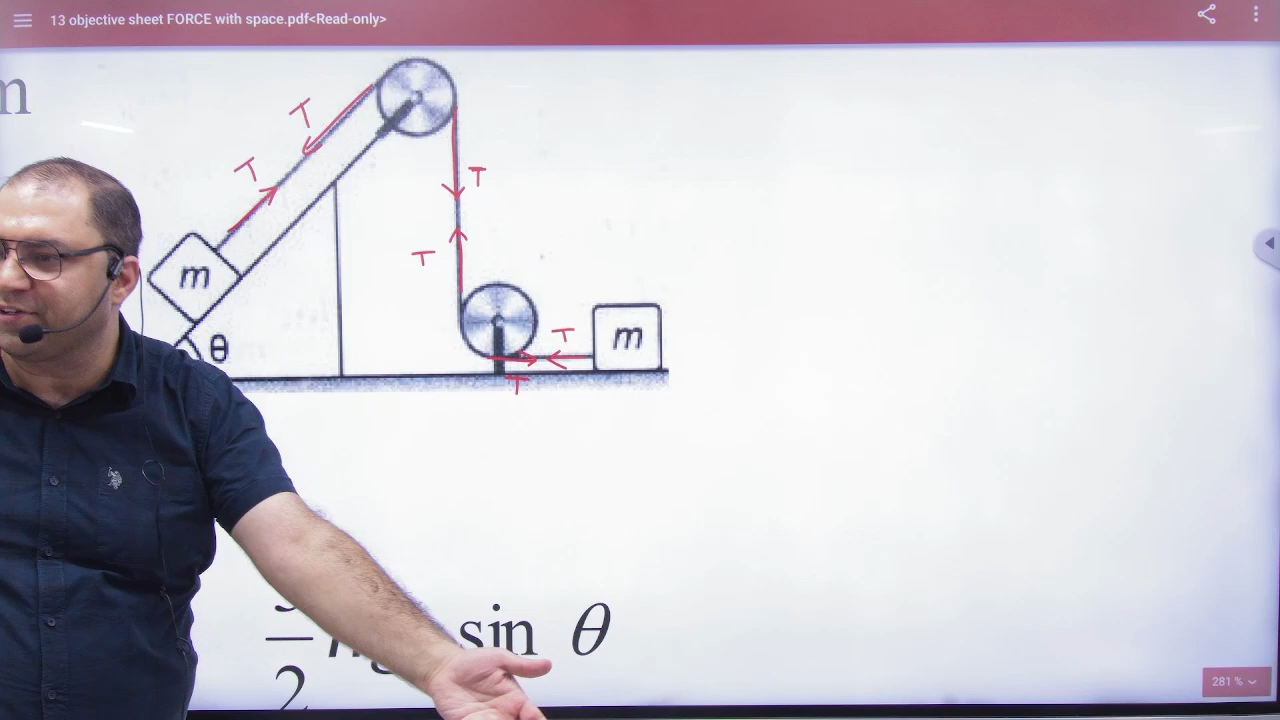 13 objective sheet FORCE with space.pdf<Read-only>
m
T
T
T
T
m
θ
T
m
T
sin θ
2
281 %